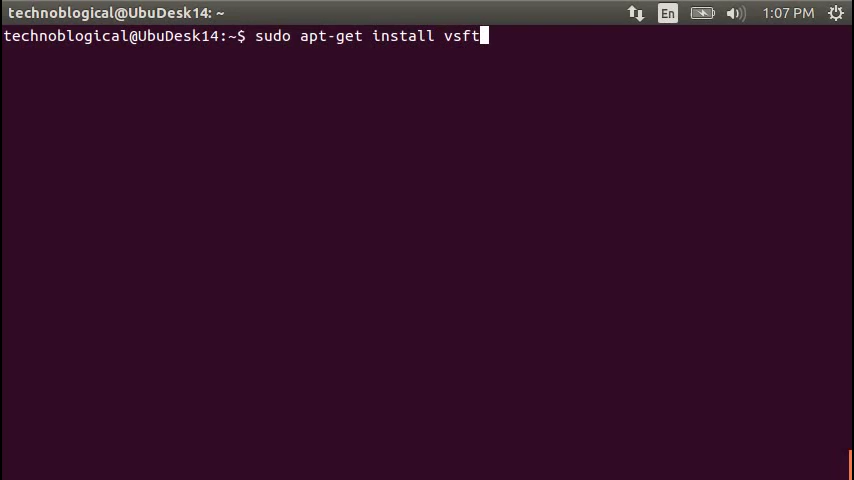 technoblogical@UbuDesk14: ~ En 1:07 PM
technoblogical@UbuDesk14:~$ sudo apt-get install vsft